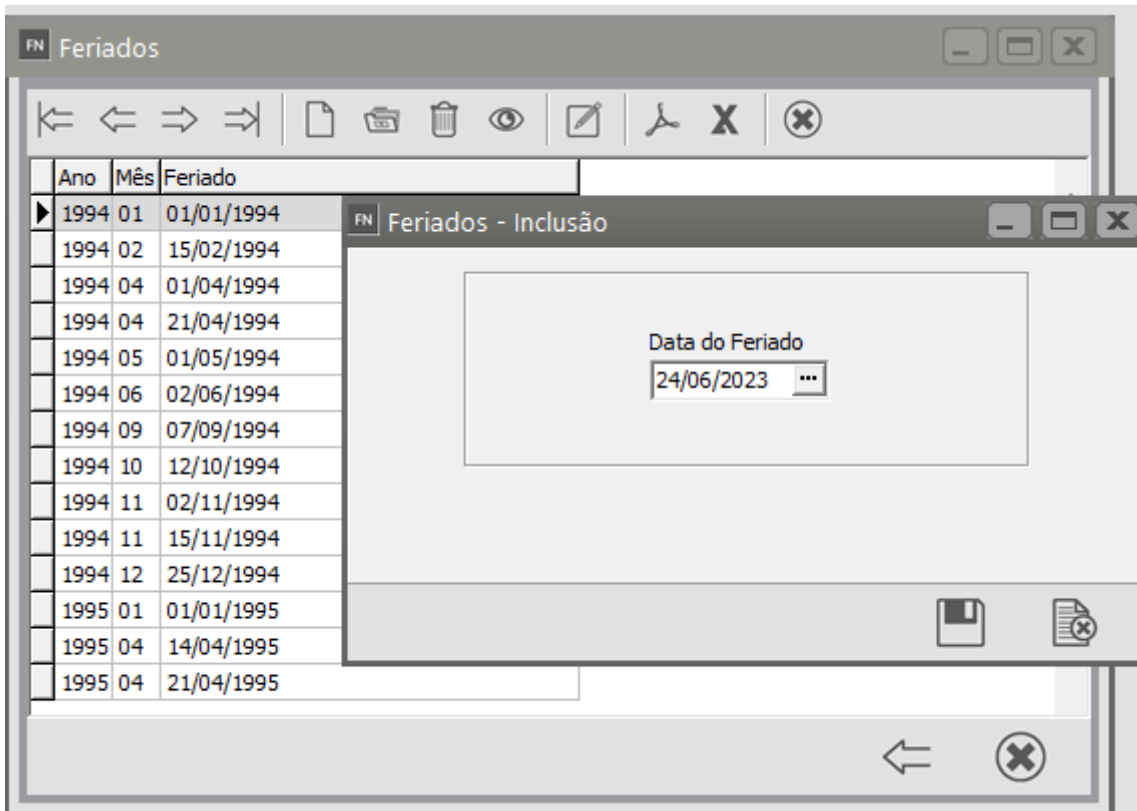 FN Feriados
Ano Mês Feriado
1994 01 01/01/1994
1994 02 15/02/1994
1994 04 01/04/1994
1994 04 21/04/1994
1994 05 01/05/1994
1994 06 02/06/1994
1994 09 07/09/1994
1994 10 12/10/1994
1994 11 02/11/1994
1994 11 15/11/1994
1994 12 25/12/1994
1995 01 01/01/1995
1995 04 14/04/1995
1995 04 21/04/1995
FN Feriados - Inclusão
Data do Feriado
24/06/2023 ...